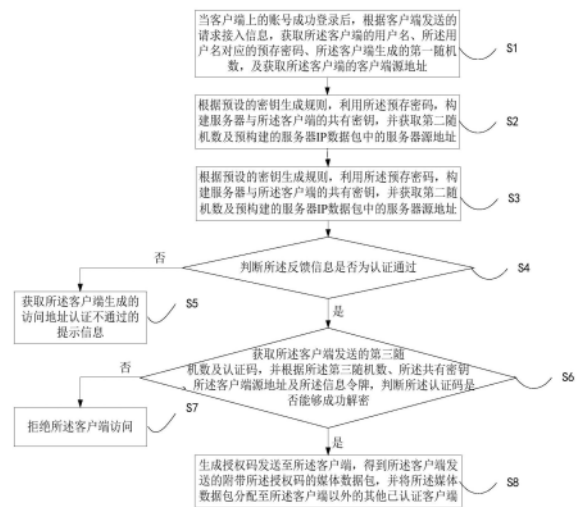 当客户端上的账号成功登录后，根据客户端发送的
请求接入信息，获取所述客户端的用户名、所述用
户名对应的预存密码、所述客户端生成的第一随机
数，及获取所述客户端的客户端源地址
S1
根据预设的密钥生成规则，利用所述预存密码，构
建服务器与所述客户端的共有密钥，并获取第二随
机数及预构建的服务器IP数据包中的服务器源地址
S2
根据预设的密钥生成规则，利用所述预存密码，构
建服务器与所述客户端的共有密钥，并获取第二随
机数及预构建的服务器IP数据包中的服务器源地址
S3
否
判断所述反馈信息是否为认证通过
S4
获取所述客户端生成的
访问地址认证不通过的
提示信息
S5
是
获取所述客户端发送的第三随
机数及认证码，并根据所述第三随机数、所述共有密钥
、所述客户端源地址及所述信息令牌，判断所述认证码是
否能够成功解密
S6
否
拒绝所述客户端访问
S7
是
生成授权码发送至所述客户端，得到所述客户端发
送的附带所述授权码的媒体数据包，并将所述媒体
数据包分配至所述客户端以外的其他已认证客户端
S8